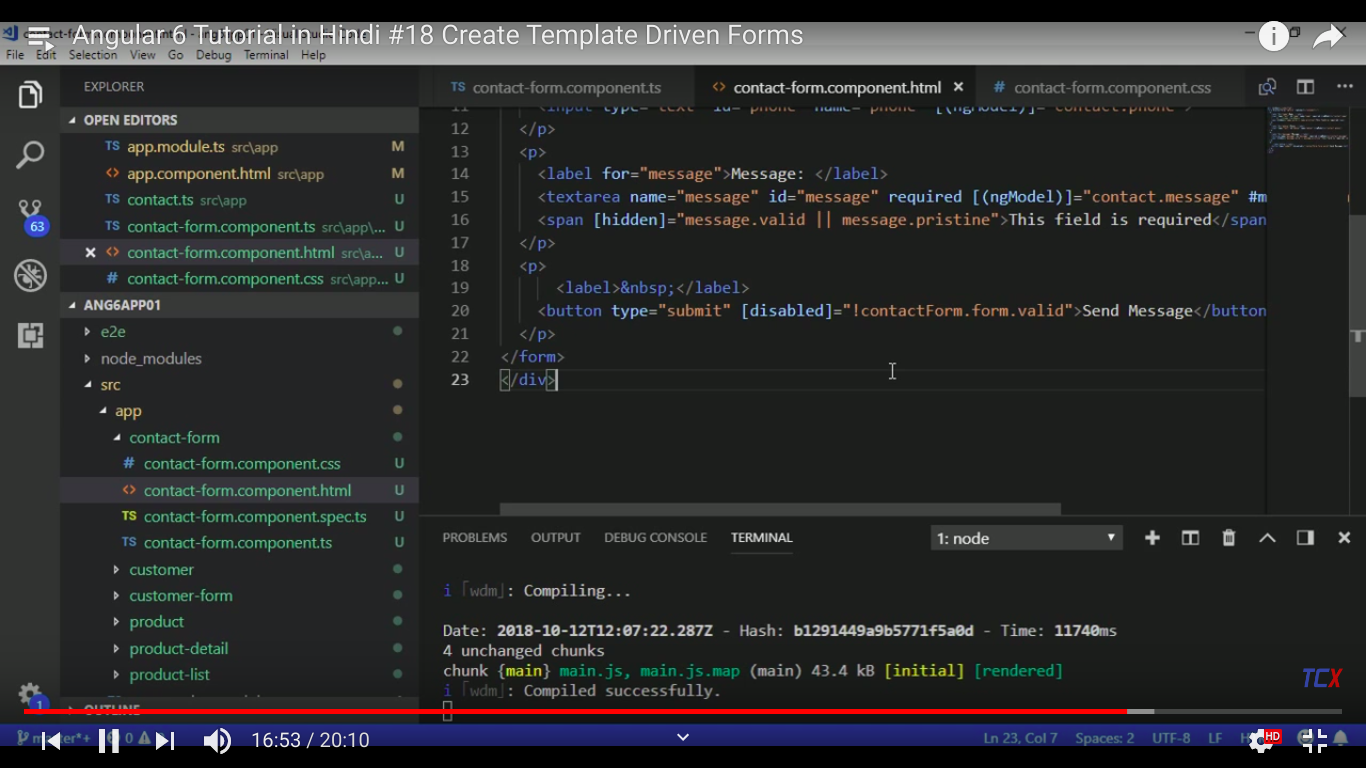 Angular 6 Tutorial in Hindi #18 Create Template Driven Forms
File Edit Selection View Go Debug Terminal Help
EXPLORER
OPEN EDITORS
TS app.module.ts src\app M
<> app.component.html src\app M
TS contact.ts src\app U
TS contact-form.component.ts src\app\... U
<> contact-form.component.html src\a... U
# contact-form.component.css src\app... U
63
ANG6APP01
e2e
node_modules
src
app
contact-form
# contact-form.component.css U
<> contact-form.component.html U
TS contact-form.component.spec.ts U
TS contact-form.component.ts U
customer
customer-form
product
product-detail
product-list
OUTLINE
1
TS contact-form.component.ts
<> contact-form.component.html ×
# contact-form.component.css
12 </p>
13 <p>
14 <label for="message">Message: </label>
15 <textarea name="message" id="message" required [(ngModel)]="contact.message" #m
16 <span [hidden]="message.valid || message.pristine">This field is required</span
17 </p>
18 <p>
19 <label>&nbsp;</label>
20 <button type="submit" [disabled]="!contactForm.form.valid">Send Message</button
21 </p>
22 </form>
23 </div>
PROBLEMS OUTPUT DEBUG CONSOLE TERMINAL 1: node
i ｢wdm｣: Compiling...
Date: 2018-10-12T12:07:22.287Z - Hash: b1291449a9b5771f5a0d - Time: 11740ms
4 unchanged chunks
chunk {main} main.js, main.js.map (main) 43.4 kB [initial] [rendered]
i ｢wdm｣: Compiled successfully.
TCX
16:53 / 20:10
Ln 23, Col 7 Spaces: 2 UTF-8 LF
HD